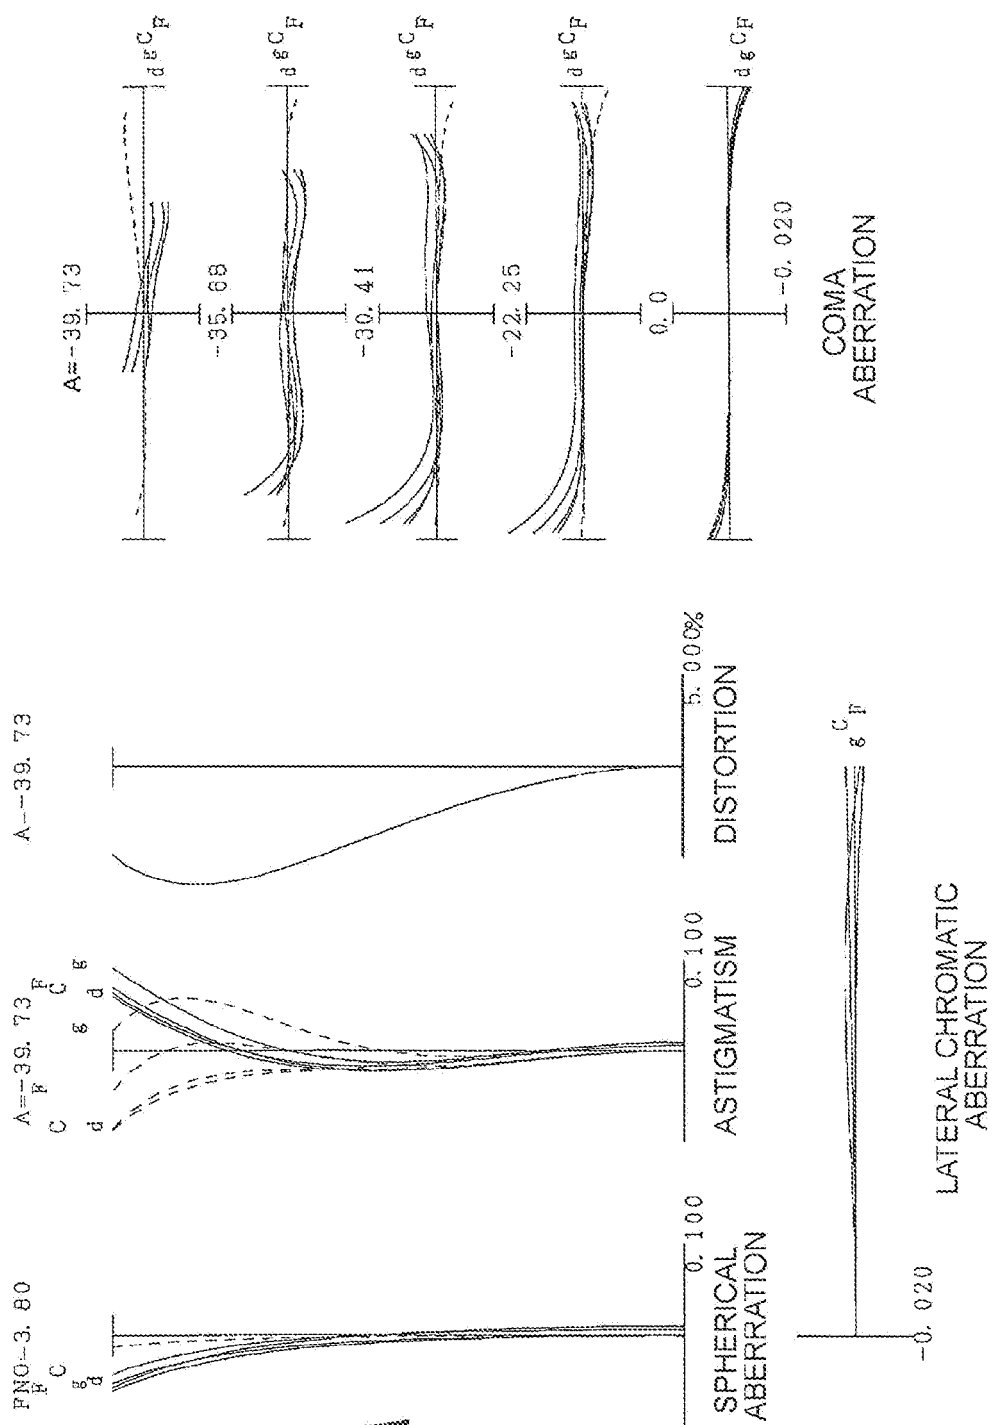 FNO=3.80
F C
g d
0.100
SPHERICAL
ABERRATION
A=-39.73
C F g C F
d d g
0.100
ASTIGMATISM
A=-39.73
5.000%
DISTORTION
-0.020
g C F
LATERAL CHROMATIC
ABERRATION
A=-39.73
d g C F
-35.68
d g C F
-30.41
d g C F
-22.25
d g C F
0.0
d g C F
-0.020
COMA
ABERRATION